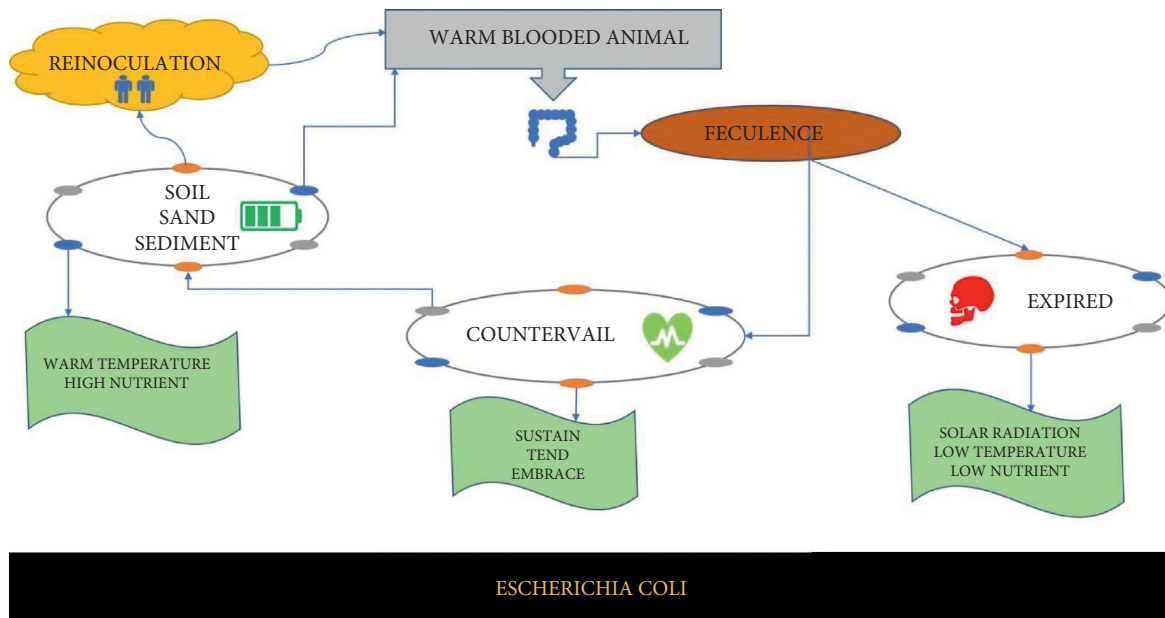 REINOCULATION
WARM BLOODED ANIMAL
FECULENCE
SOIL
SAND
SEDIMENT
COUNTERVAIL
EXPIRED
WARM TEMPERATURE
HIGH NUTRIENT
SUSTAIN
TEND
EMBRACE
SOLAR RADIATION
LOW TEMPERATURE
LOW NUTRIENT
ESCHERICHIA COLI